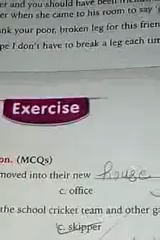 er and you should have been
er when she came to his room to say
nk your poor, broken leg for this frien
pe I don't have to break a leg each tim
Exercise
on. (MCQs)
moved into their new house
c. office
the school cricket team and other ga
c. skipper